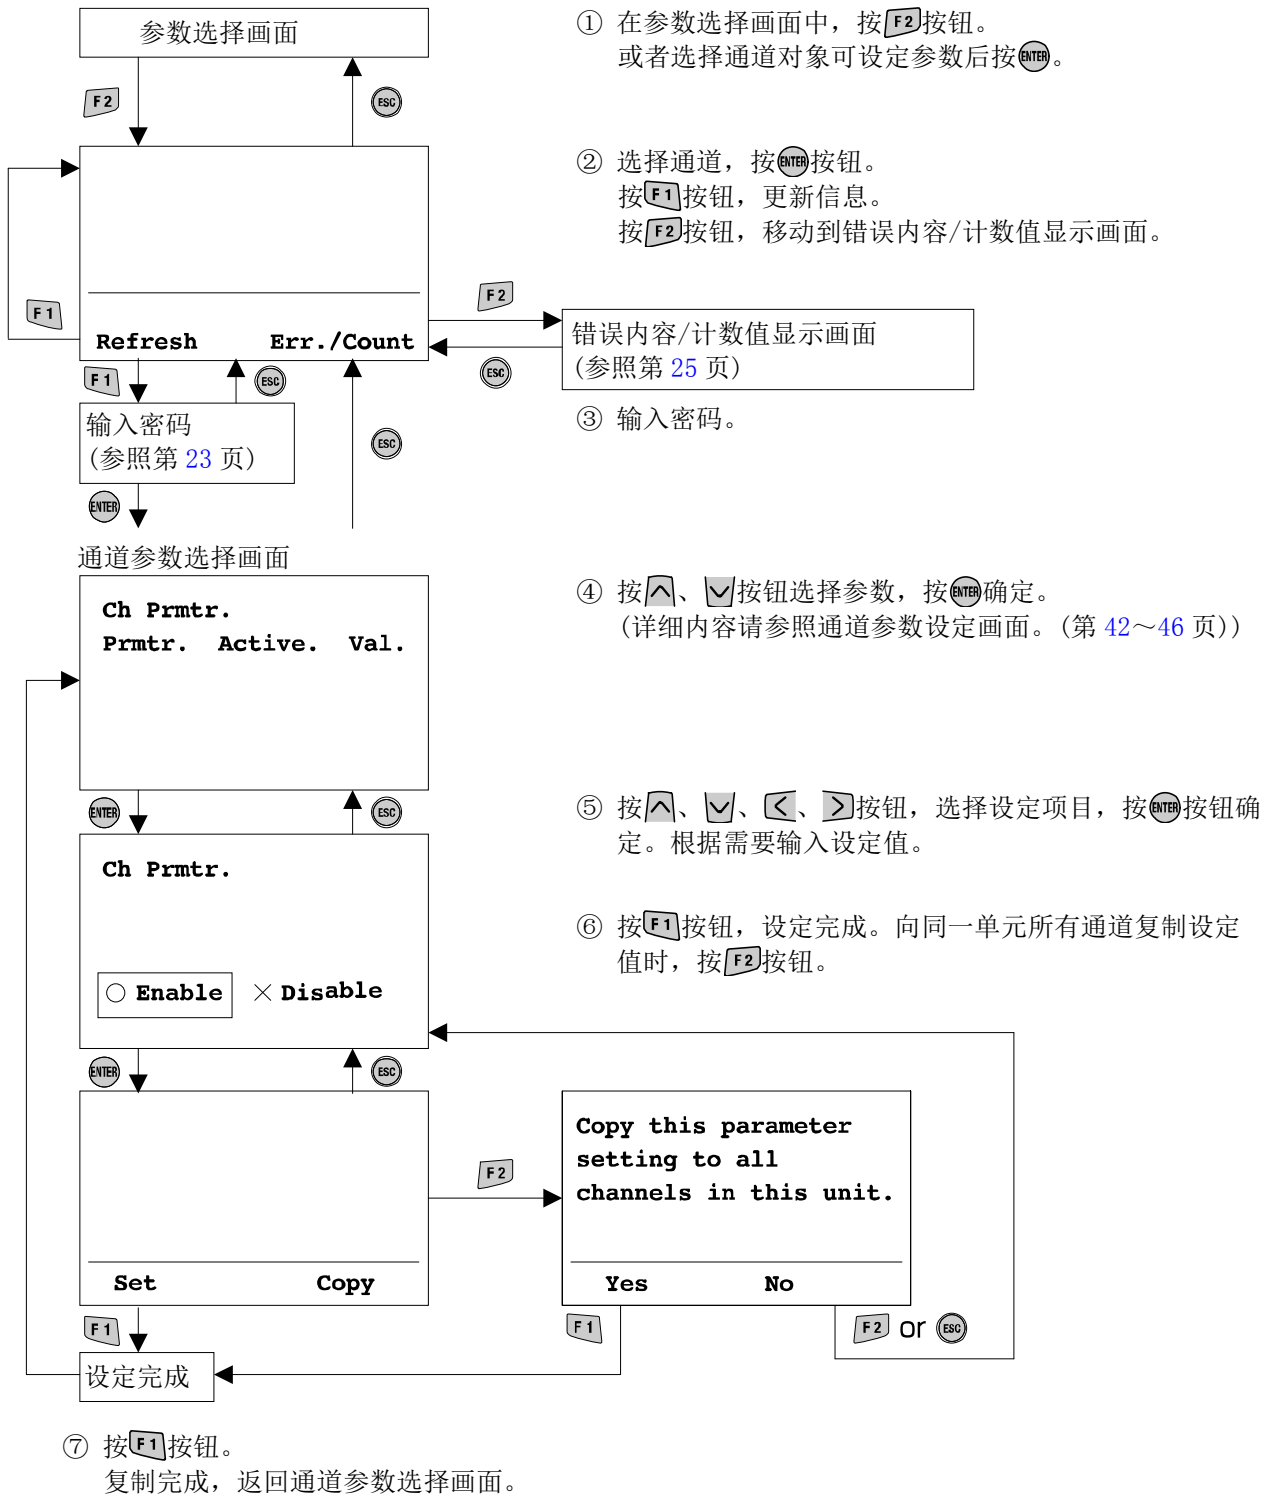 参数选择画面
① 在参数选择画面中，按F2按钮。
或者选择通道对象可设定参数后按ENTER。
F2
ESC
② 选择通道，按ENTER按钮。
按F1按钮，更新信息。
按F2按钮，移动到错误内容/计数值显示画面。
F1
F2
Refresh Err./Count
错误内容/计数值显示画面
(参照第 25 页)
ESC
F1
ESC
输入密码
(参照第 23 页)
ESC
③ 输入密码。
ENTER
通道参数选择画面
Ch Prmtr.
Prmtr. Active. Val.
④ 按、按钮选择参数，按ENTER确定。
(详细内容请参照通道参数设定画面。(第 42～46 页))
ENTER
ESC
⑤ 按、、、按钮，选择设定项目，按ENTER按钮确
定。根据需要输入设定值。
Ch Prmtr.
○ Enable × Disable
⑥ 按F1按钮，设定完成。向同一单元所有通道复制设定
值时，按F2按钮。
ENTER
ESC
F2
Copy this parameter
setting to all
channels in this unit.
Set Copy
Yes No
F1
F1
F2 or ESC
设定完成
⑦ 按F1按钮。
复制完成，返回通道参数选择画面。